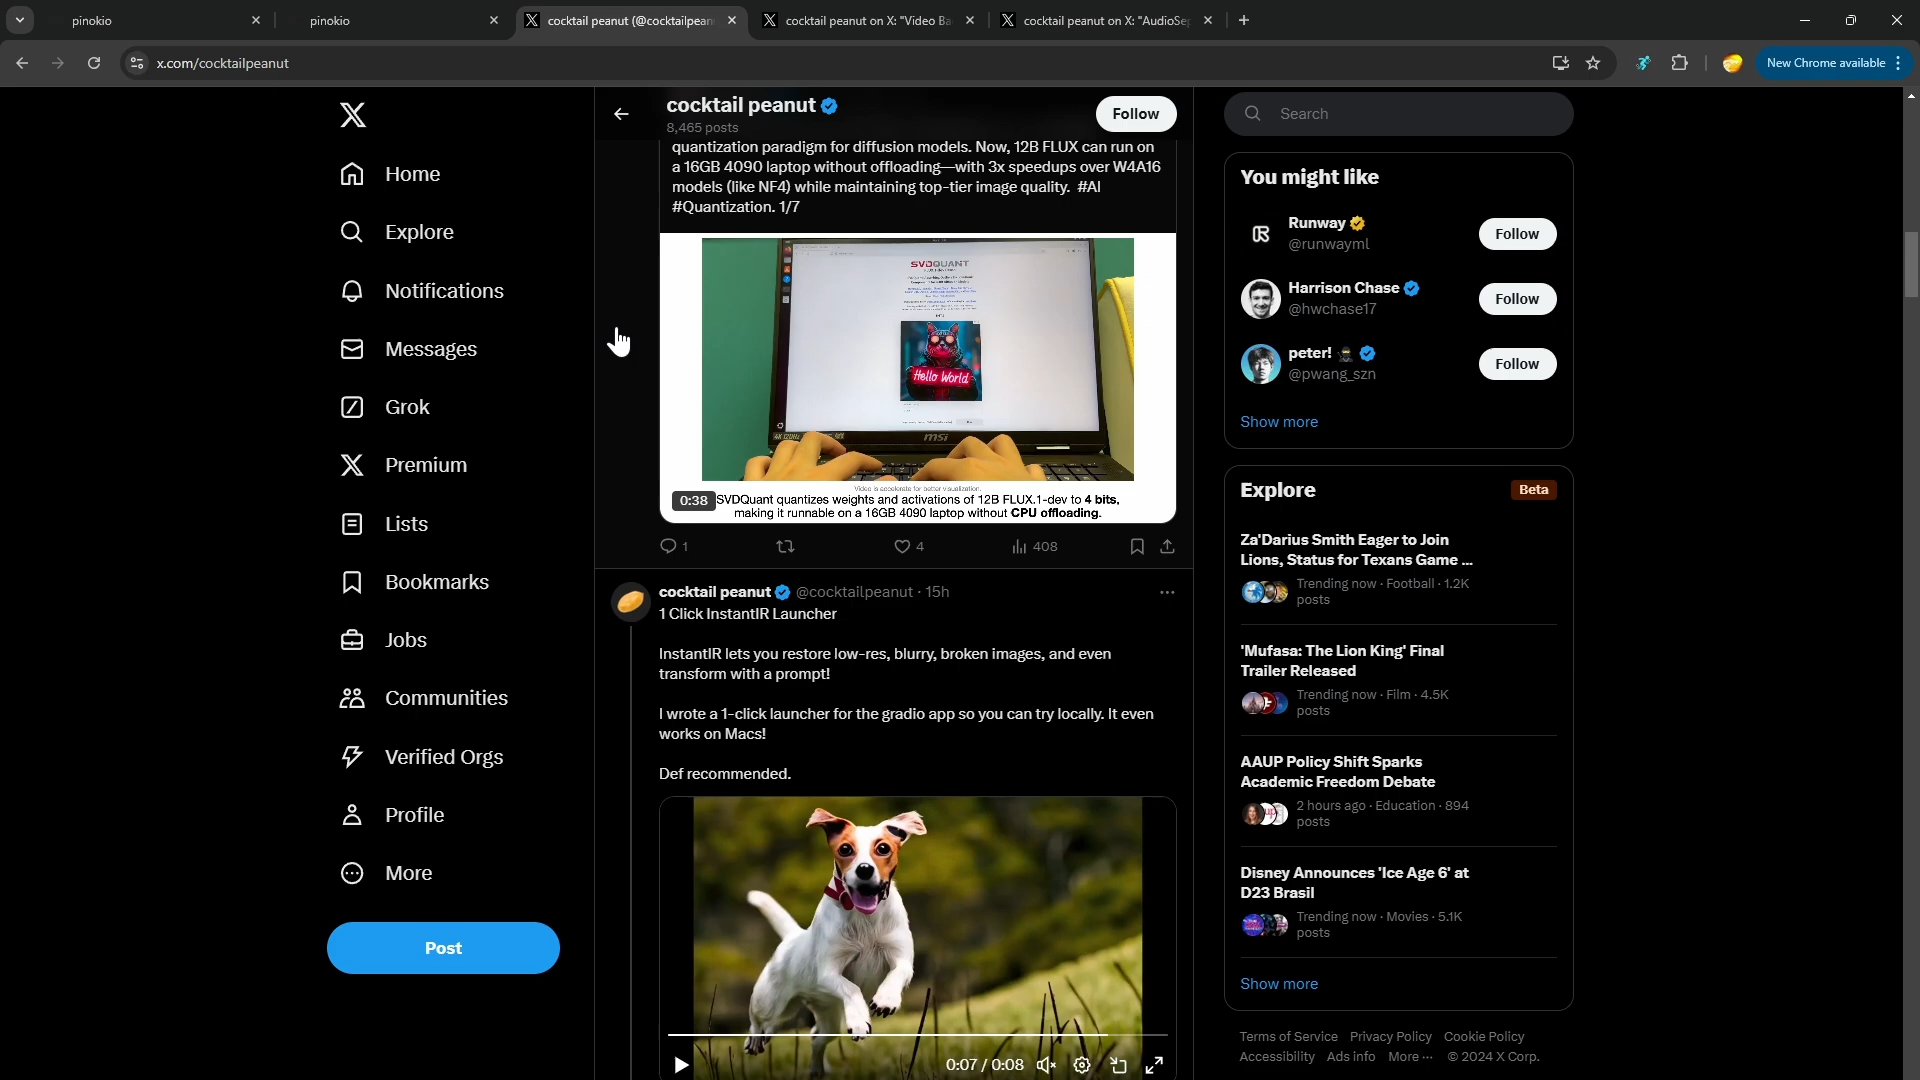 pinokio
pinokio
cocktail peanut (@cocktailpean
cocktail peanut on X: "Video Ba
cocktail peanut on X: "AudioSep
x.com/cocktailpeanut
New Chrome available
Home
Explore
Notifications
Messages
Grok
Premium
Lists
Bookmarks
Jobs
Communities
Verified Orgs
Profile
More
Post
cocktail peanut
8,465 posts
Follow
quantization paradigm for diffusion models. Now, 12B FLUX can run on
a 16GB 4090 laptop without offloading—with 3x speedups over W4A16
models (like NF4) while maintaining top-tier image quality. #AI
#Quantization. 1/7
SVDQUANT
Hello World
msi
Video is accelerate for better visualization.
0:38
SVDQuant quantizes weights and activations of 12B FLUX.1-dev to 4 bits,
making it runnable on a 16GB 4090 laptop without CPU offloading.
1
4
408
cocktail peanut @cocktailpeanut · 15h
1 Click InstantIR Launcher
InstantIR lets you restore low-res, blurry, broken images, and even
transform with a prompt!
I wrote a 1-click launcher for the gradio app so you can try locally. It even
works on Macs!
Def recommended.
0:07 / 0:08
Search
You might like
Runway
@runwayml
Follow
Harrison Chase
@hwchase17
Follow
peter!
@pwang_szn
Follow
Show more
Explore
Beta
Za'Darius Smith Eager to Join
Lions, Status for Texans Game ...
Trending now · Football · 1.2K
posts
'Mufasa: The Lion King' Final
Trailer Released
Trending now · Film · 4.5K
posts
AAUP Policy Shift Sparks
Academic Freedom Debate
2 hours ago · Education · 894
posts
Disney Announces 'Ice Age 6' at
D23 Brasil
Trending now · Movies · 5.1K
posts
Show more
Terms of Service Privacy Policy Cookie Policy
Accessibility Ads info More ··· © 2024 X Corp.